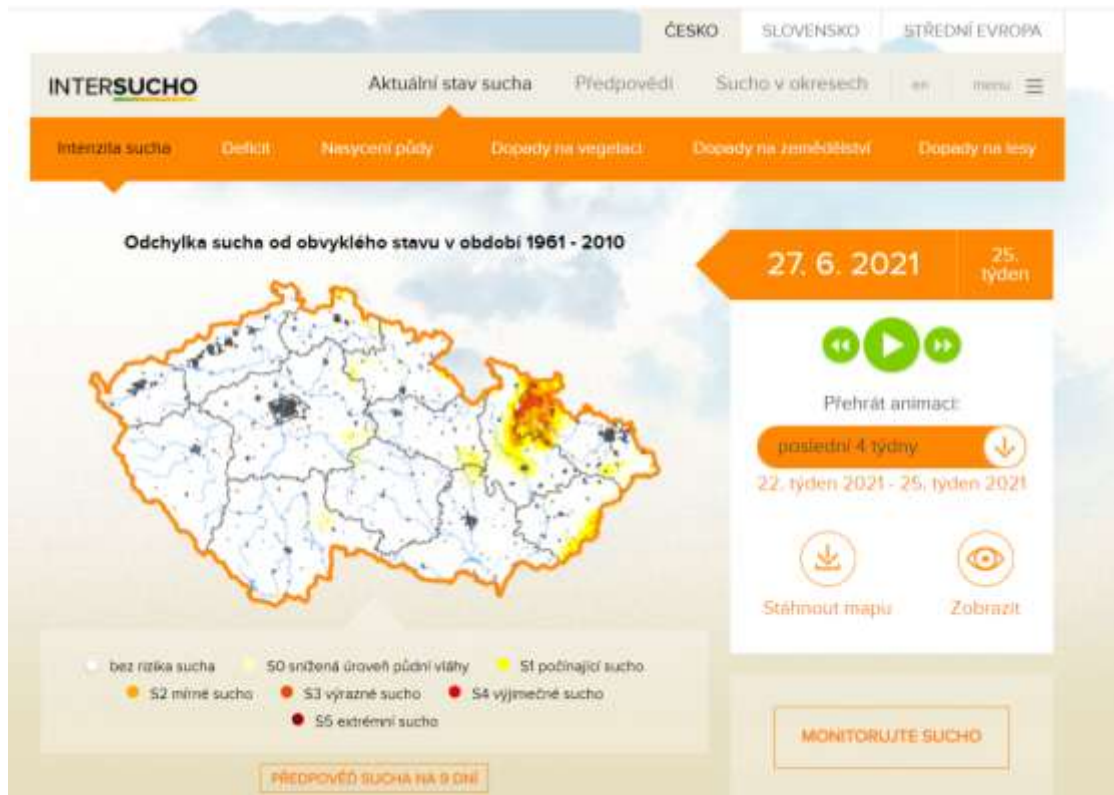 ČESKO SLOVENSKO STŘEDNÍ EVROPA
INTERSUCHO Aktuální stav sucha Předpovědi Sucho v okresech en menu
Intenzita sucha Deficit Nasycení půdy Dopady na vegetaci Dopady na zemědělství Dopady na lesy
Odchylka sucha od obvyklého stavu v období 1961 - 2010
27. 6. 2021 25. týden
Přehrát animaci:
poslední 4 týdny
22. týden 2021 - 25. týden 2021
Stáhnout mapu Zobrazit
bez rizika sucha S0 snížená úroveň půdní vláhy S1 počínající sucho
S2 mírné sucho S3 výrazné sucho S4 výjimečné sucho
S5 extrémní sucho
MONITORUJTE SUCHO
PŘEDPOVĚĎ SUCHA NA 9 DNÍ